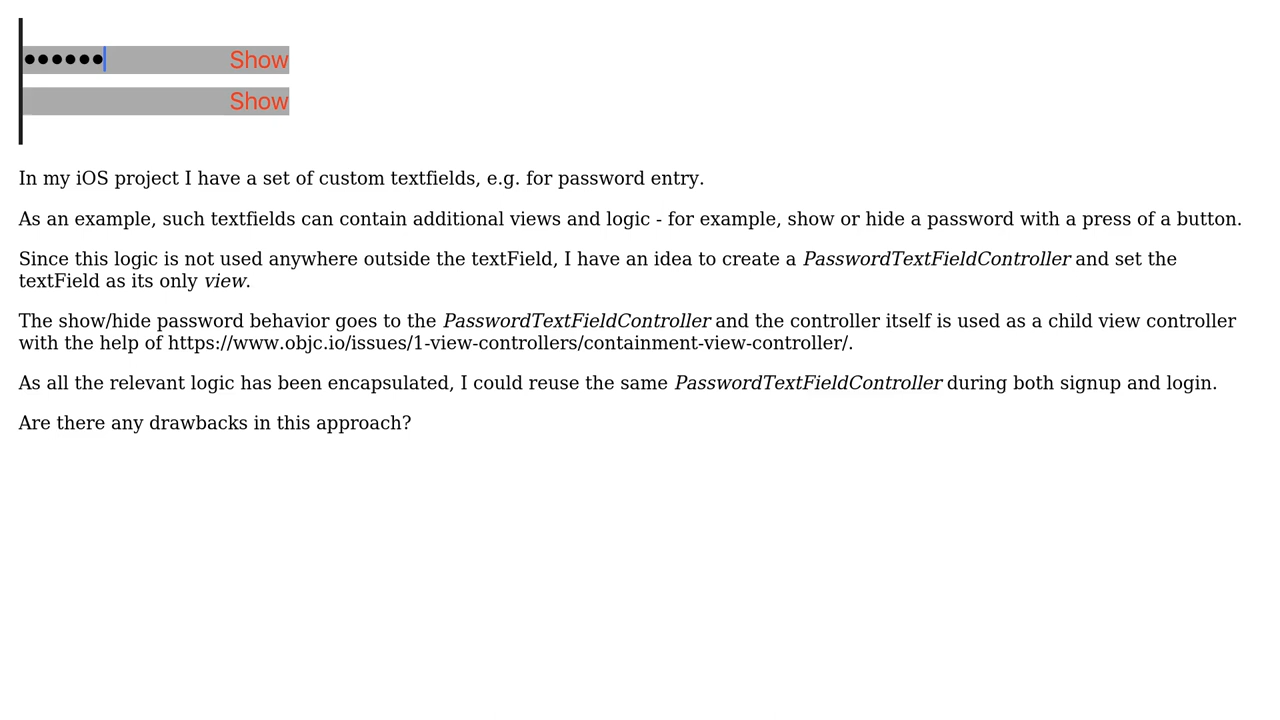 ●●●●●● Show
Show
In my iOS project I have a set of custom textfields, e.g. for password entry.
As an example, such textfields can contain additional views and logic - for example, show or hide a password with a press of a button.
Since this logic is not used anywhere outside the textField, I have an idea to create a PasswordTextFieldController and set the
textField as its only view.
The show/hide password behavior goes to the PasswordTextFieldController and the controller itself is used as a child view controller
with the help of https://www.objc.io/issues/1-view-controllers/containment-view-controller/.
As all the relevant logic has been encapsulated, I could reuse the same PasswordTextFieldController during both signup and login.
Are there any drawbacks in this approach?